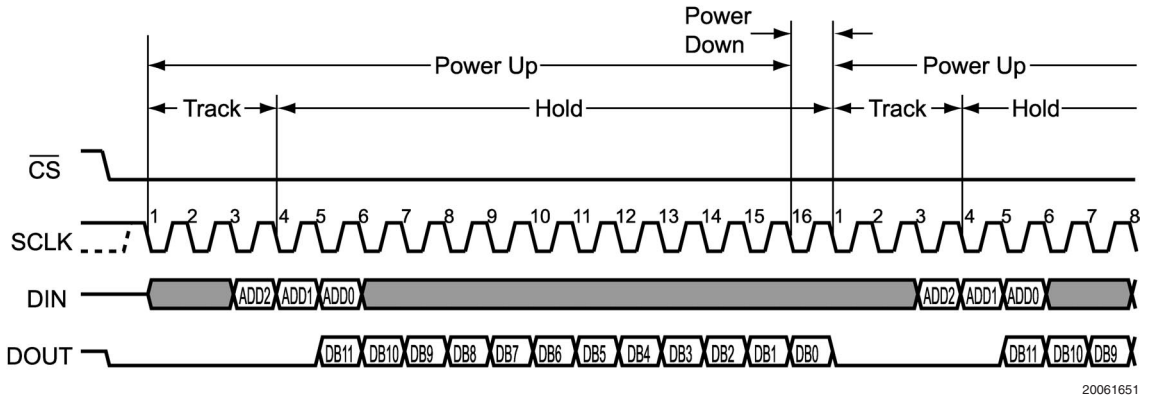 Power
Down
Power Up Power Up
Track Hold Track Hold
CS
SCLK 1 2 3 4 5 6 7 8 9 10 11 12 13 14 15 16 1 2 3 4 5 6 7 8
DIN ADD2 ADD1 ADD0 ADD2 ADD1 ADD0
DOUT DB11 DB10 DB9 DB8 DB7 DB6 DB5 DB4 DB3 DB2 DB1 DB0 DB11 DB10 DB9
20061651